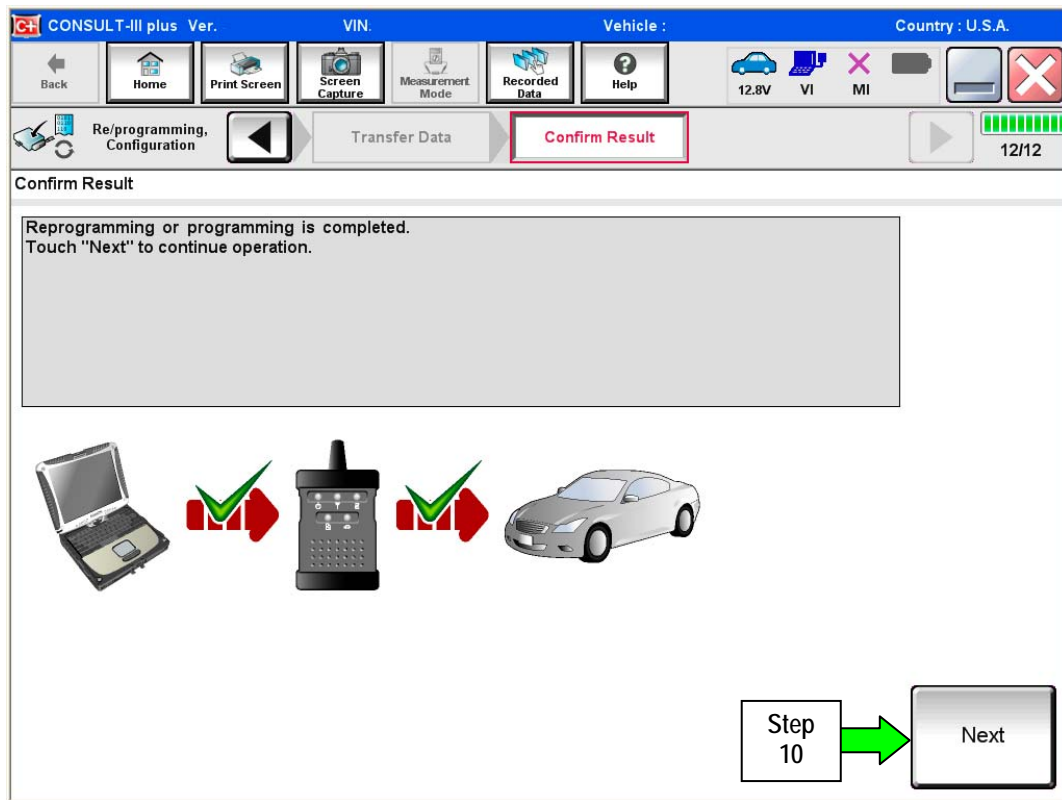 C+ CONSULT-III plus Ver. VIN. Vehicle : Country : U.S.A.
Back
Home
Print Screen
Screen
Capture
Measurement
Mode
Recorded
Data
Help
12.8V VI MI
Re/programming,
Configuration
Transfer Data
Confirm Result
12/12
Confirm Result
Reprogramming or programming is completed.
Touch "Next" to continue operation.
Step
10
Next